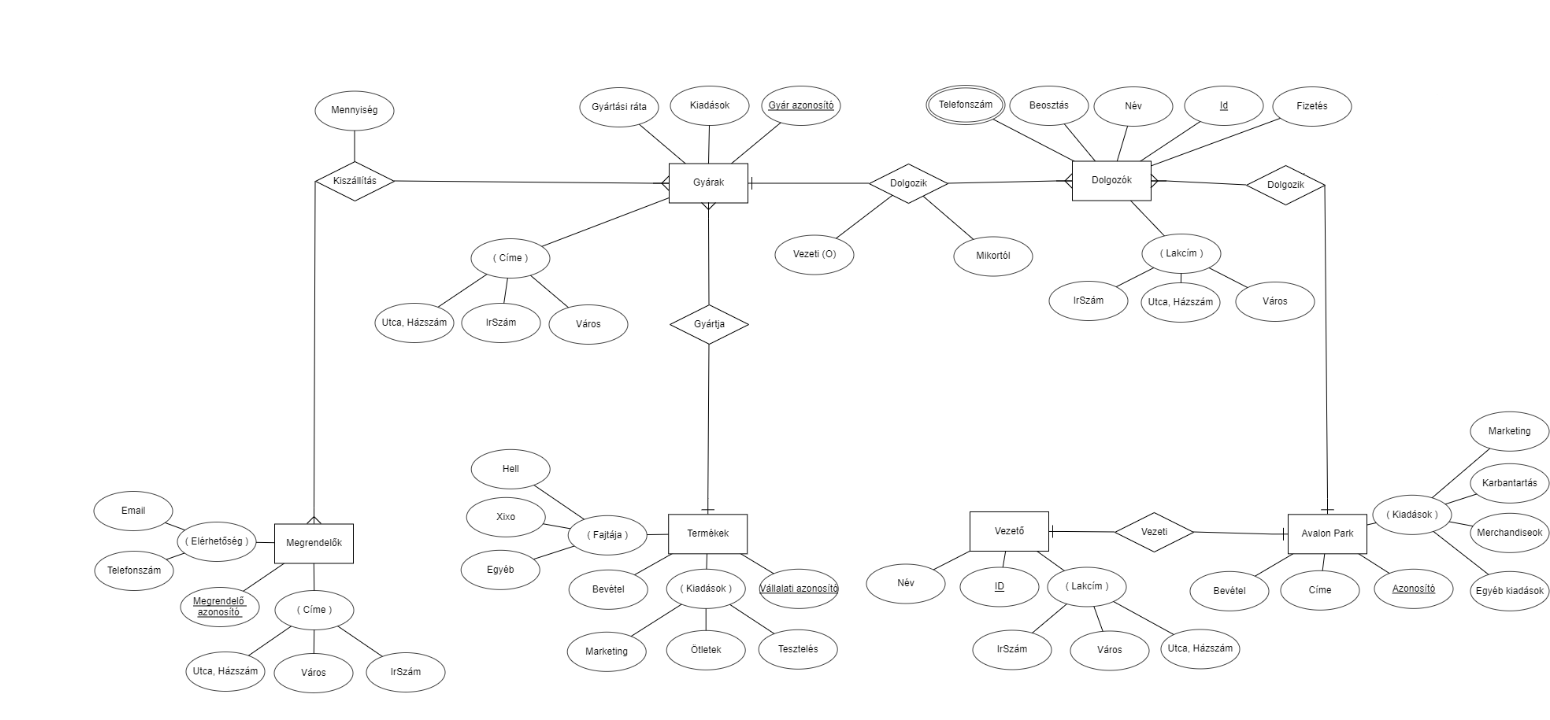 Mennyiség
Gyártási ráta
Kiadások
Gyár azonosító
Telefonszám
Beosztás
Név
Id
Fizetés
Kiszállítás
Gyárak
Dolgozik
Dolgozók
Dolgozik
( Címe )
Vezeti (O)
Mikortól
( Lakcím )
Utca, Házszám
IrSzám
Város
Gyártja
IrSzám
Utca, Házszám
Város
Marketing
Hell
Karbantartás
Xixo
( Kiadások )
Email
( Elérhetőség )
Megrendelők
( Fajtája )
Termékek
Vezető
Vezeti
Avalon Park
Merchandiseok
Telefonszám
Egyéb
Bevétel
( Kiadások )
Vállalati azonosító
Név
ID
( Lakcím )
Bevétel
Címe
Azonosító
Egyéb kiadások
Megrendelő
azonosító
( Címe )
Marketing
Ötletek
Tesztelés
IrSzám
Város
Utca, Házszám
Utca, Házszám
Város
IrSzám